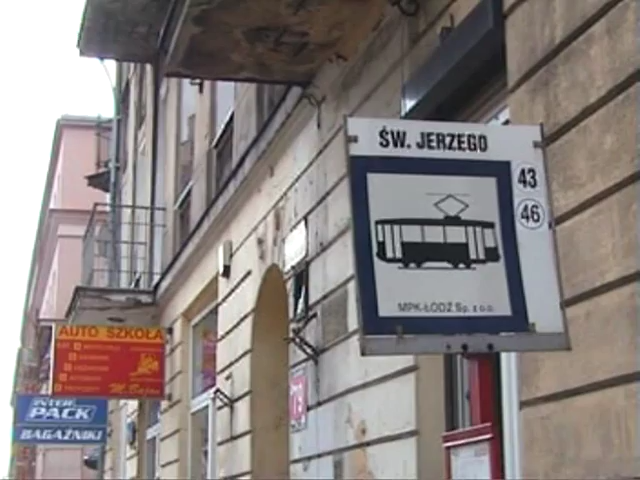 ŚW. JERZEGO
43
46
MPK-ŁÓDŹ Sp. z o.o.
AUTO SZKOŁA
INTER
PACK
BAGAŻNIKI